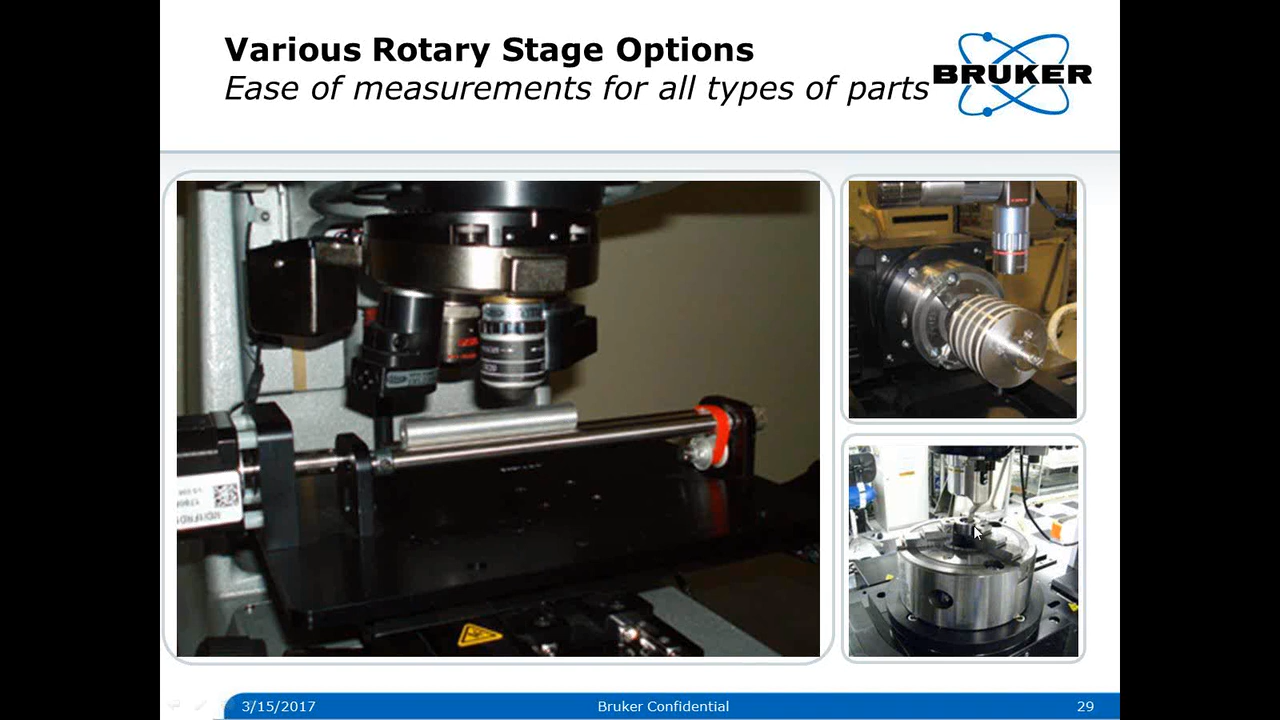 Various Rotary Stage Options
Ease of measurements for all types of parts
BRUKER
3/15/2017
Bruker Confidential
29